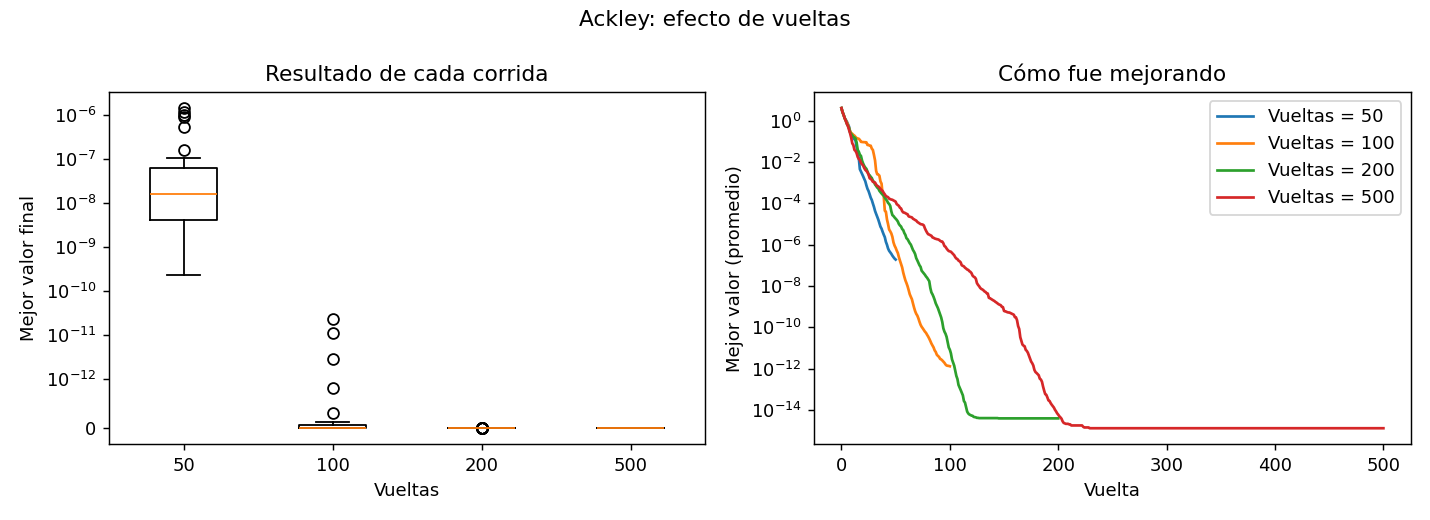 Ackley: efecto de vueltas
Resultado de cada corrida
Mejor valor final
10⁻⁶
10⁻⁷
10⁻⁸
10⁻⁹
10⁻¹⁰
10⁻¹¹
10⁻¹²
0
50 100 200 500
Vueltas
Cómo fue mejorando
Mejor valor (promedio)
10⁰
10⁻²
10⁻⁴
10⁻⁶
10⁻⁸
10⁻¹⁰
10⁻¹²
10⁻¹⁴
Vueltas = 50
Vueltas = 100
Vueltas = 200
Vueltas = 500
0 100 200 300 400 500
Vuelta